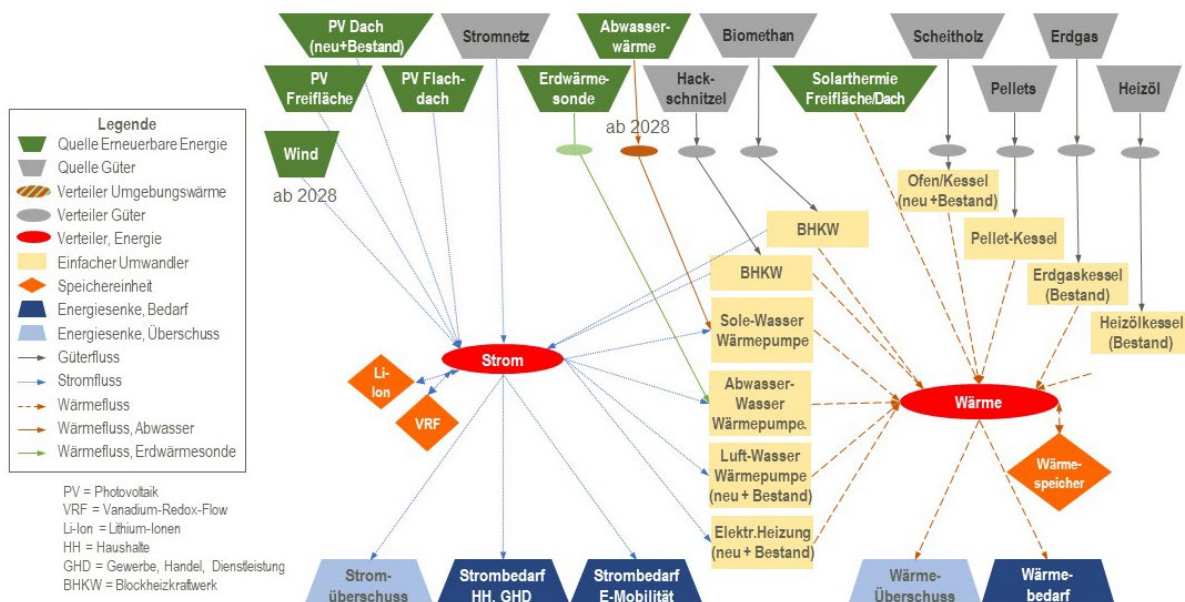 PV Dach
(neu+Bestand)
Stromnetz
Abwasser-
wärme
Biomethan
Scheitholz
Erdgas
PV
Freifläche
PV Flach-
dach
Erdwärme-
sonde
Hack-
schnitzel
Solarthermie
Freifläche/Dach
Pellets
Heizöl
Wind
ab 2028
ab 2028
Legende
Quelle Erneuerbare Energie
Quelle Güter
Verteiler Umgebungswärme
Verteiler Güter
Verteiler, Energie
Einfacher Umwandler
Speichereinheit
Energiesenke, Bedarf
Energiesenke, Überschuss
Güterfluss
Stromfluss
Wärmefluss
Wärmefluss, Abwasser
Wärmefluss, Erdwärmesonde
PV = Photovoltaik
VRF = Vanadium-Redox-Flow
Li-Ion = Lithium-Ionen
HH = Haushalte
GHD = Gewerbe, Handel, Dienstleistung
BHKW = Blockheizkraftwerk
Ofen/Kessel
(neu +Bestand)
BHKW
Pellet-Kessel
BHKW
Erdgaskessel
(Bestand)
Sole-Wasser
Wärmepumpe
Heizölkessel
(Bestand)
Strom
Li-
Ion
VRF
Abwasser-
Wasser
Wärmepumpe.
Wärme
Luft-Wasser
Wärmepumpe
(neu + Bestand)
Wärme-
speicher
Elektr.Heizung
(neu + Bestand)
Strom-
überschuss
Strombedarf
HH, GHD
Strombedarf
E-Mobilität
Wärme-
Überschuss
Wärme-
bedarf